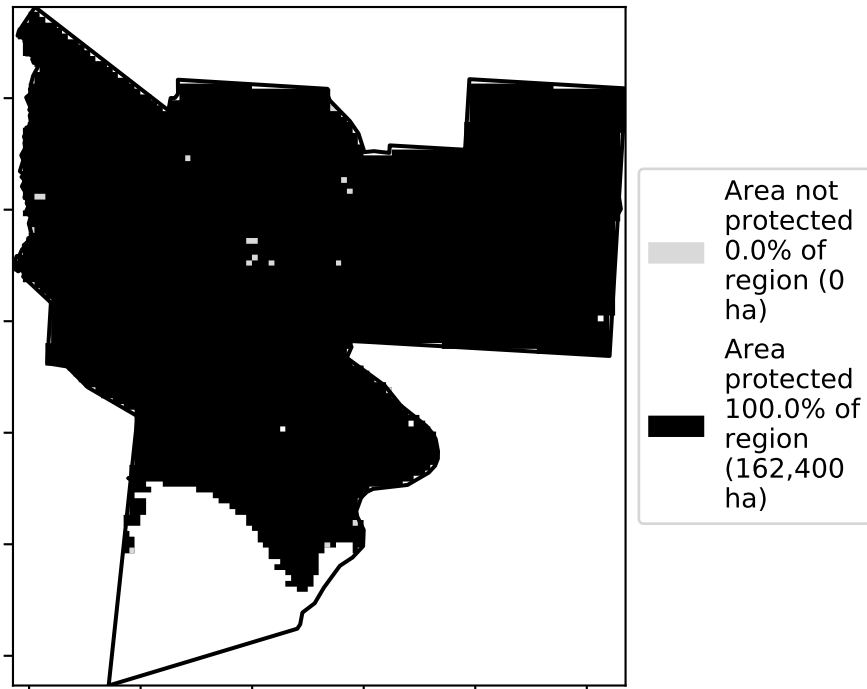 Area not
protected
0.0% of
region (0
ha)
Area
protected
100.0% of
region
(162,400
ha)